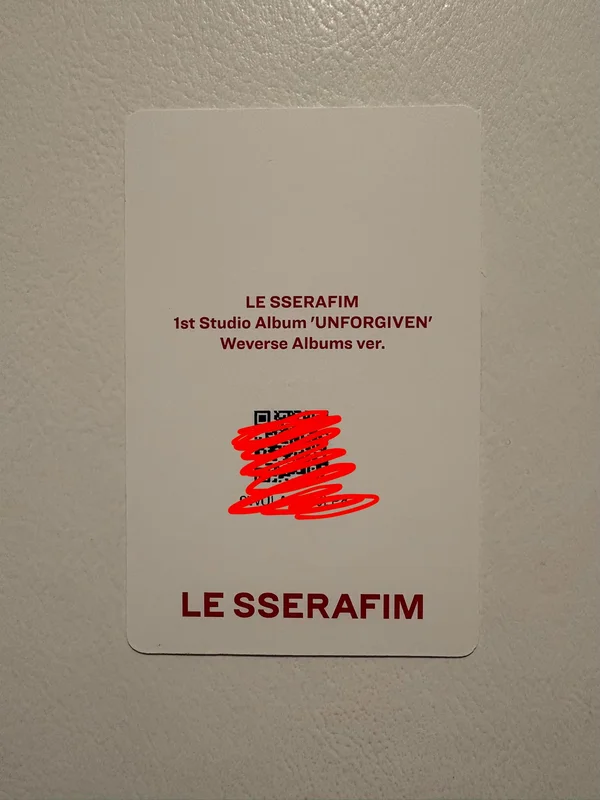 LE SSERAFIM
1st Studio Album 'UNFORGIVEN'
Weverse Albums ver.
LE SSERAFIM